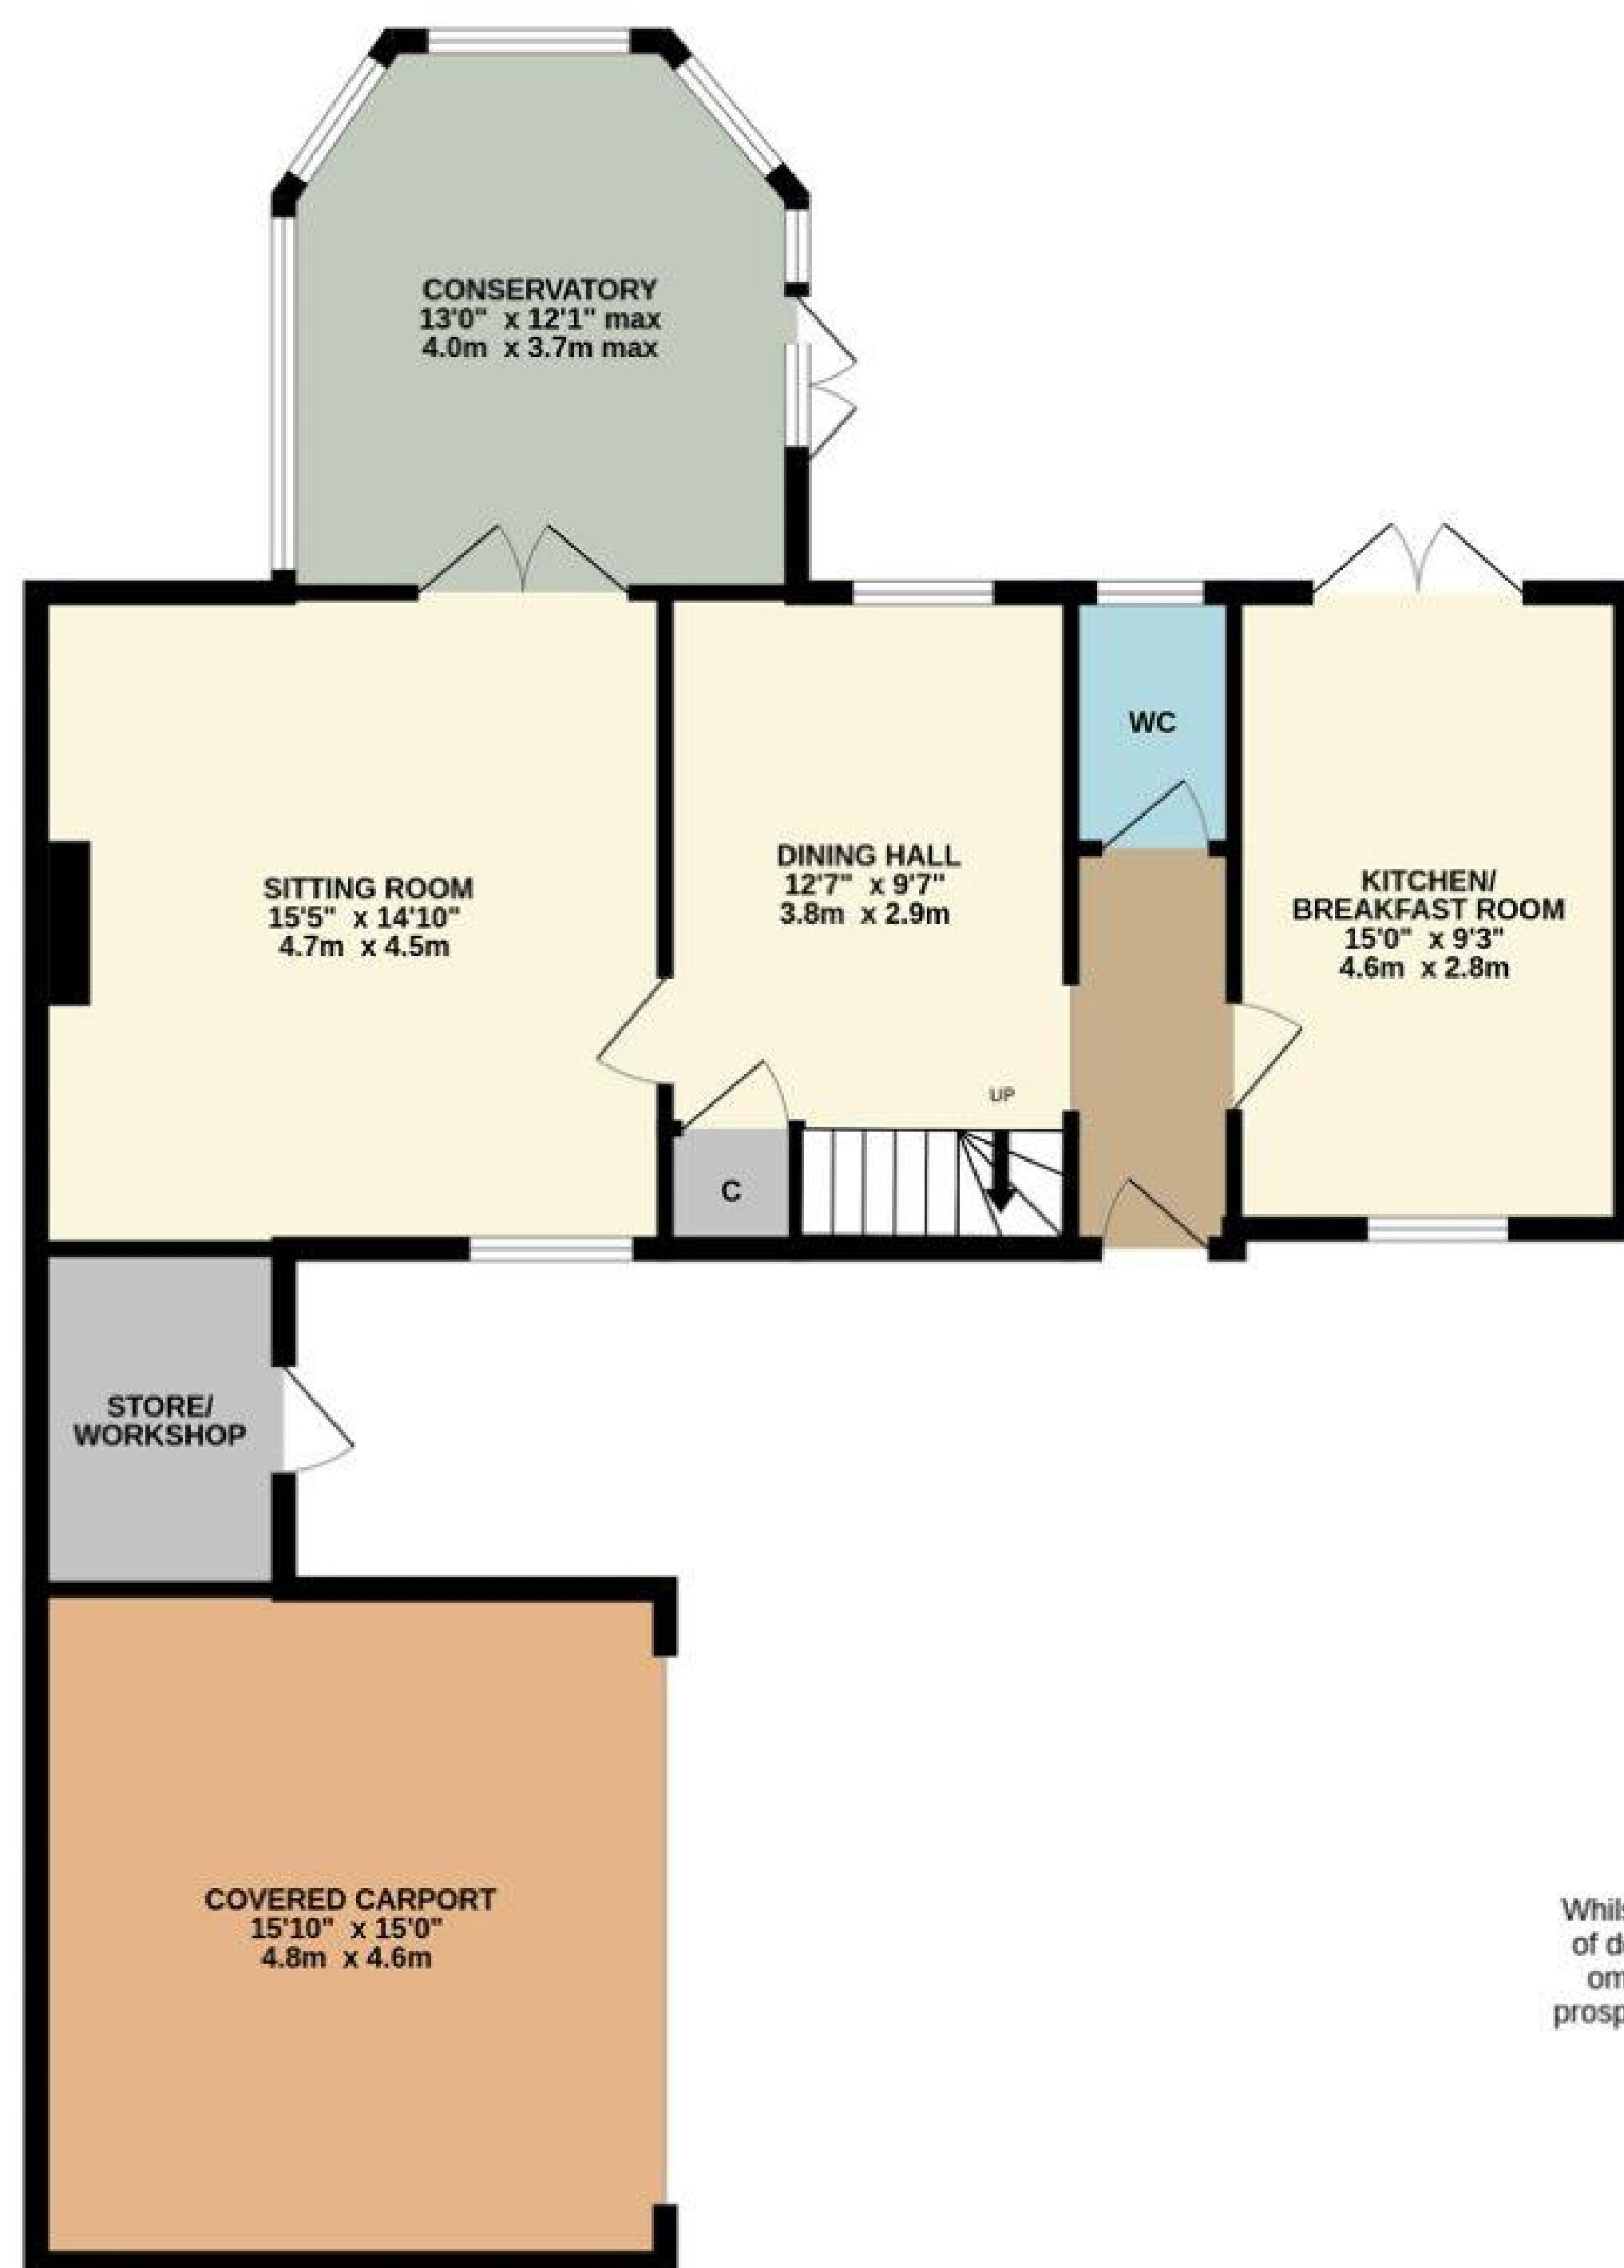 CONSERVATORY
13'0" x 12'1" max
4.0m x 3.7m max
SITTING ROOM
15'5" x 14'10"
4.7m x 4.5m
DINING HALL
12'7" x 9'7"
3.8m x 2.9m
WC
KITCHEN/
BREAKFAST ROOM
15'0" x 9'3"
4.6m x 2.8m
UP
C
STORE/
WORKSHOP
COVERED CARPORT
15'10" x 15'0"
4.8m x 4.6m
of